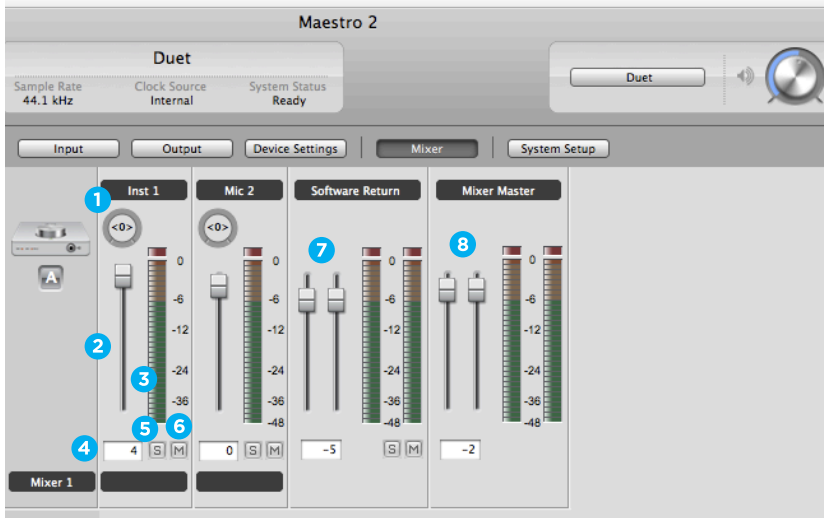 Maestro 2
Duet
Sample Rate Clock Source System Status
44.1 kHz Internal Ready
Duet
Input Output Device Settings Mixer System Setup
Inst 1 Mic 2 Software Return Mixer Master
1
<0> <0>
7 8
A
0 0 0 0
-6 -6 -6 -6
2
-12 -12 -12 -12
3
-24 -24 -24 -24
-36 -36 -36 -36
5 6
-48 -48 -48
4
4 S M 0 S M -5 S M -2
Mixer 1